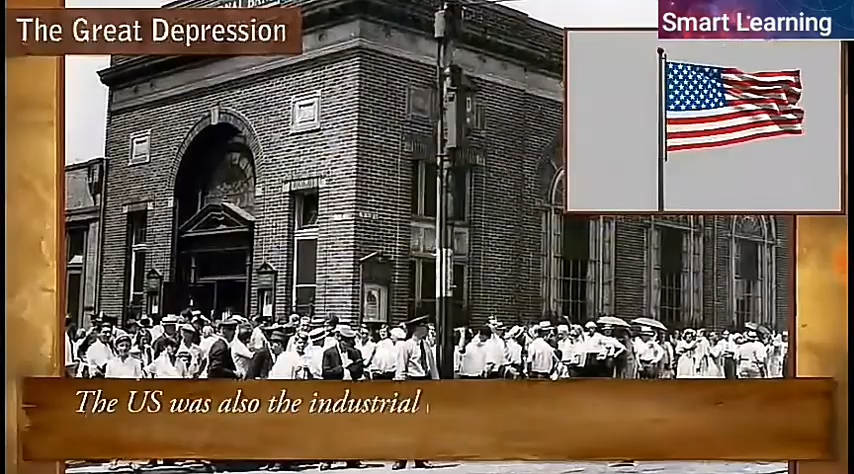 The Great Depression
Smart Learning
The US was also the industrial